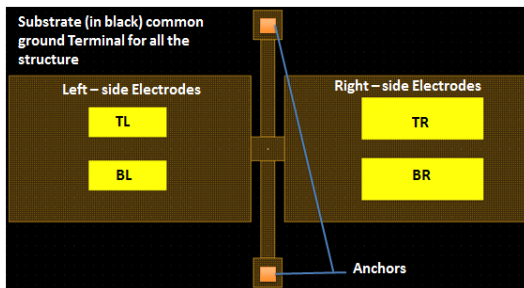 Substrate (in black) common
ground Terminal for all the
structure
Left – side Electrodes
Right – side Electrodes
TL
TR
BL
BR
Anchors